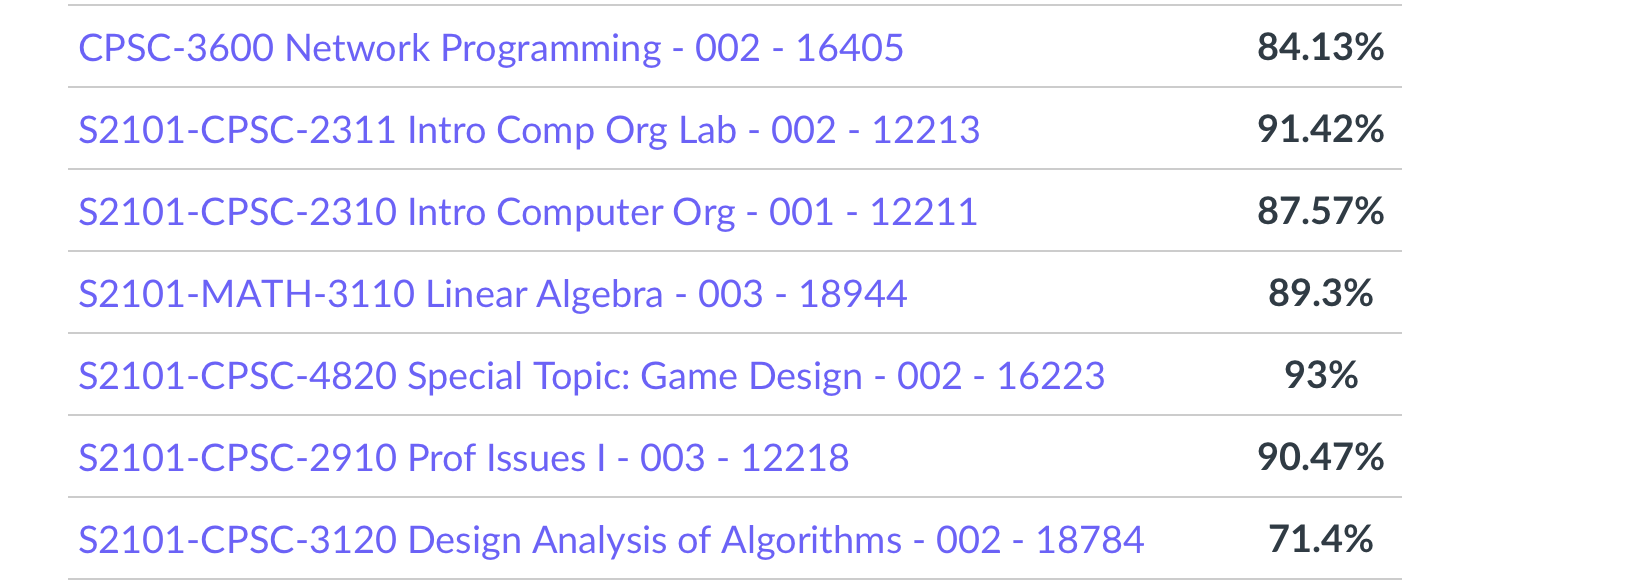 CPSC-3600 Network Programming - 002 - 16405 84.13%
S2101-CPSC-2311 Intro Comp Org Lab - 002 - 12213 91.42%
S2101-CPSC-2310 Intro Computer Org - 001 - 12211 87.57%
S2101-MATH-3110 Linear Algebra - 003 - 18944 89.3%
S2101-CPSC-4820 Special Topic: Game Design - 002 - 16223 93%
S2101-CPSC-2910 Prof Issues I - 003 - 12218 90.47%
S2101-CPSC-3120 Design Analysis of Algorithms - 002 - 18784 71.4%